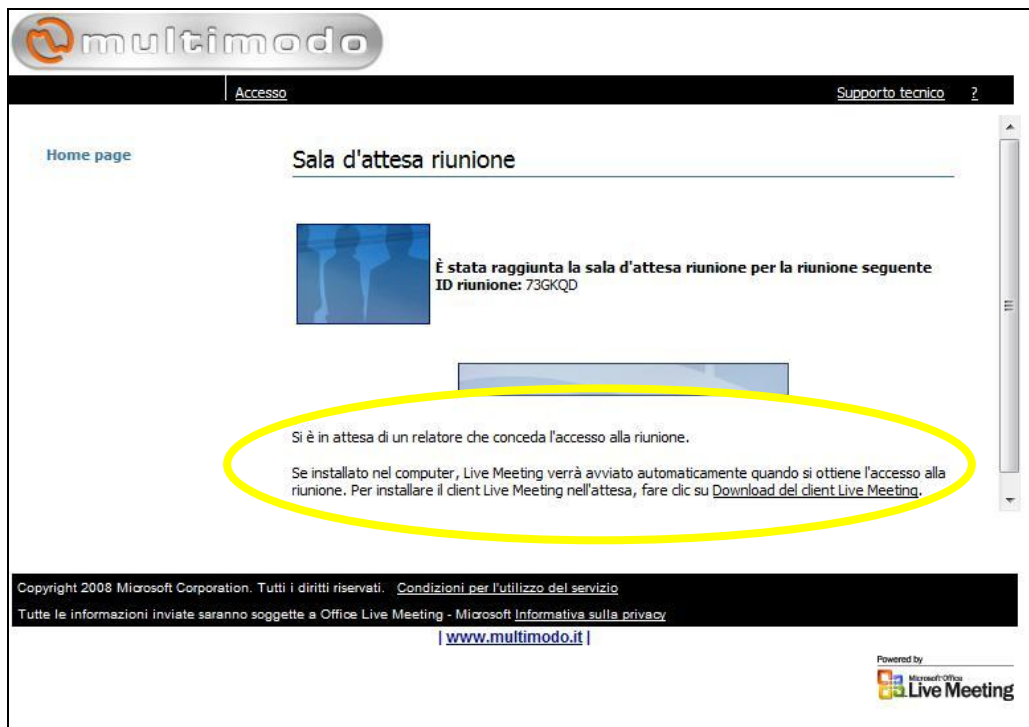 multimodo
Accesso
Supporto tecnico ?
Home page
Sala d'attesa riunione
È stata raggiunta la sala d'attesa riunione per la riunione seguente
ID riunione: 73GKQD
Si è in attesa di un relatore che conceda l'accesso alla riunione.
Se installato nel computer, Live Meeting verrà avviato automaticamente quando si ottiene l'accesso alla
riunione. Per installare il client Live Meeting nell'attesa, fare clic su Download del client Live Meeting.
Copyright 2008 Microsoft Corporation. Tutti i diritti riservati. Condizioni per l'utilizzo del servizio
Tutte le informazioni inviate saranno soggette a Office Live Meeting - Microsoft Informativa sulla privacy
| www.multimodo.it |
Powered by
Microsoft Office
Live Meeting